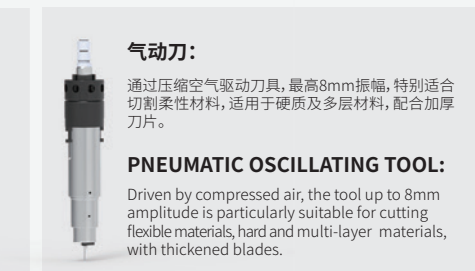 气动刀：
通过压缩空气驱动刀具，最高8mm振幅，特别适合
切割柔性材料，适用于硬质及多层材料，配合加厚
刀片。
PNEUMATIC OSCILLATING TOOL:
Driven by compressed air, the tool up to 8mm
amplitude is particularly suitable for cutting
flexible materials, hard and multi-layer materials,
with thickened blades.